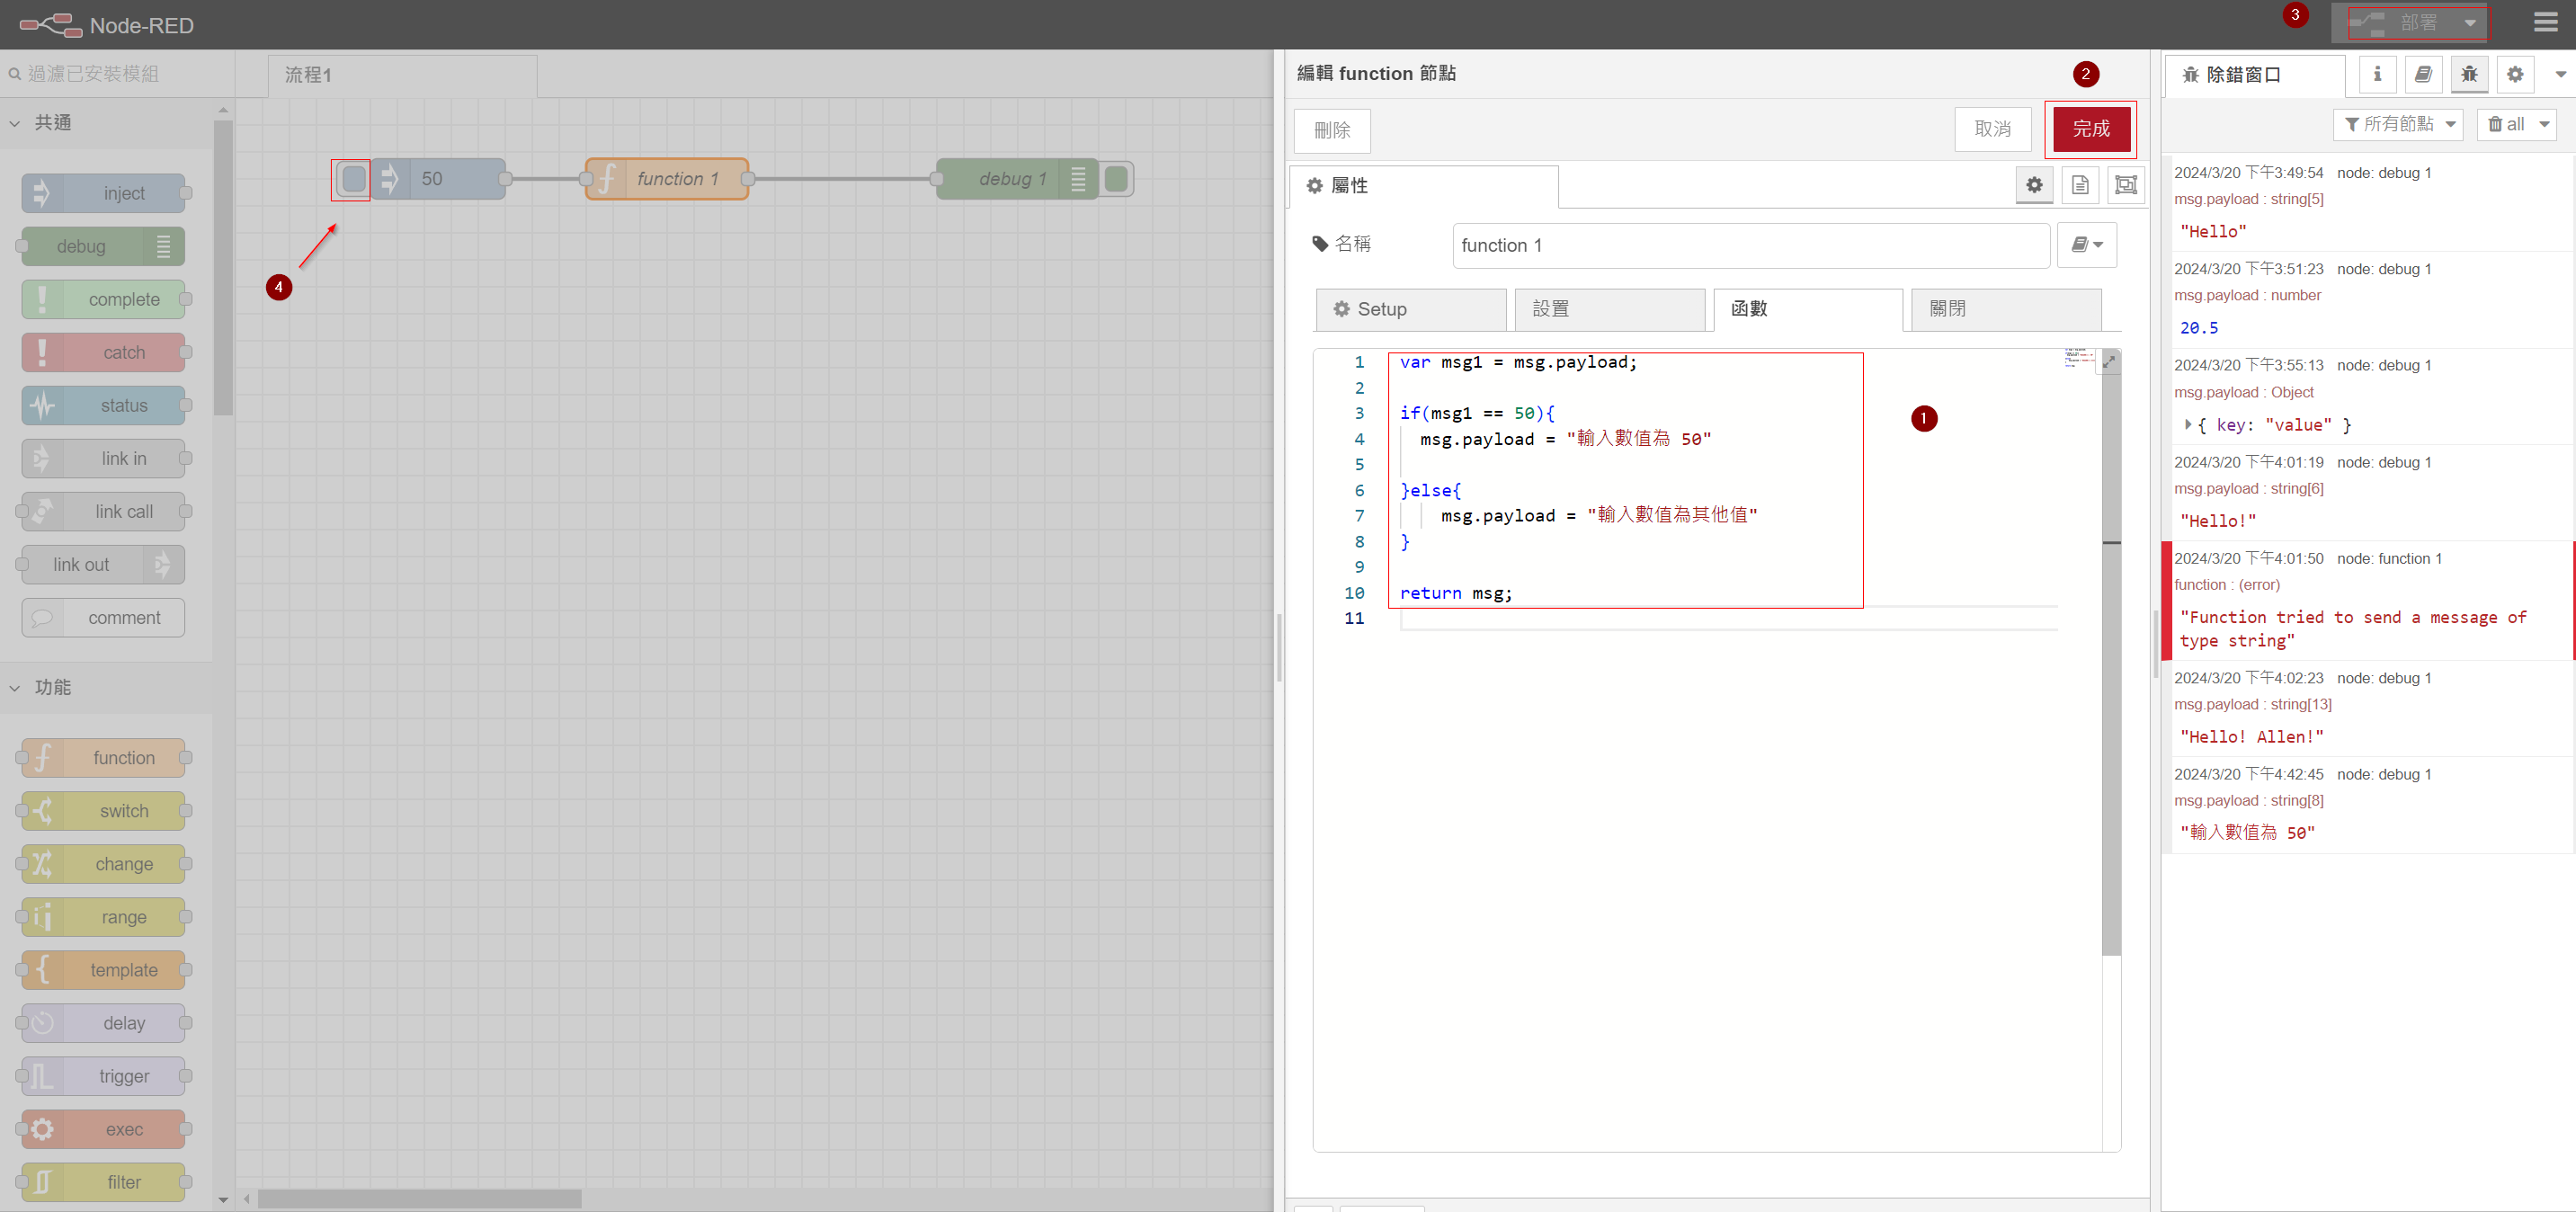 Node-RED
3
部署
過濾已安裝模組
共通
inject
debug
complete
catch
status
link in
link call
link out
comment
功能
function
switch
change
range
template
delay
trigger
exec
filter
流程1
50
function 1
debug 1
4
編輯 function 節點
2
刪除
取消
完成
屬性
名稱
function 1
Setup
設置
函數
關閉
1 var msg1 = msg.payload;
2
3 if(msg1 == 50){
4 msg.payload = "輸入數值為 50"
5
6 }else{
7 msg.payload = "輸入數值為其他值"
8 }
9
10 return msg;
11
1
除錯窗口
所有節點
all
2024/3/20 下午3:49:54 node: debug 1
msg.payload : string[5]
"Hello"
2024/3/20 下午3:51:23 node: debug 1
msg.payload : number
20.5
2024/3/20 下午3:55:13 node: debug 1
msg.payload : Object
{ key: "value" }
2024/3/20 下午4:01:19 node: debug 1
msg.payload : string[6]
"Hello!"
2024/3/20 下午4:01:50 node: function 1
function : (error)
"Function tried to send a message of
type string"
2024/3/20 下午4:02:23 node: debug 1
msg.payload : string[13]
"Hello! Allen!"
2024/3/20 下午4:42:45 node: debug 1
msg.payload : string[8]
"輸入數值為 50"